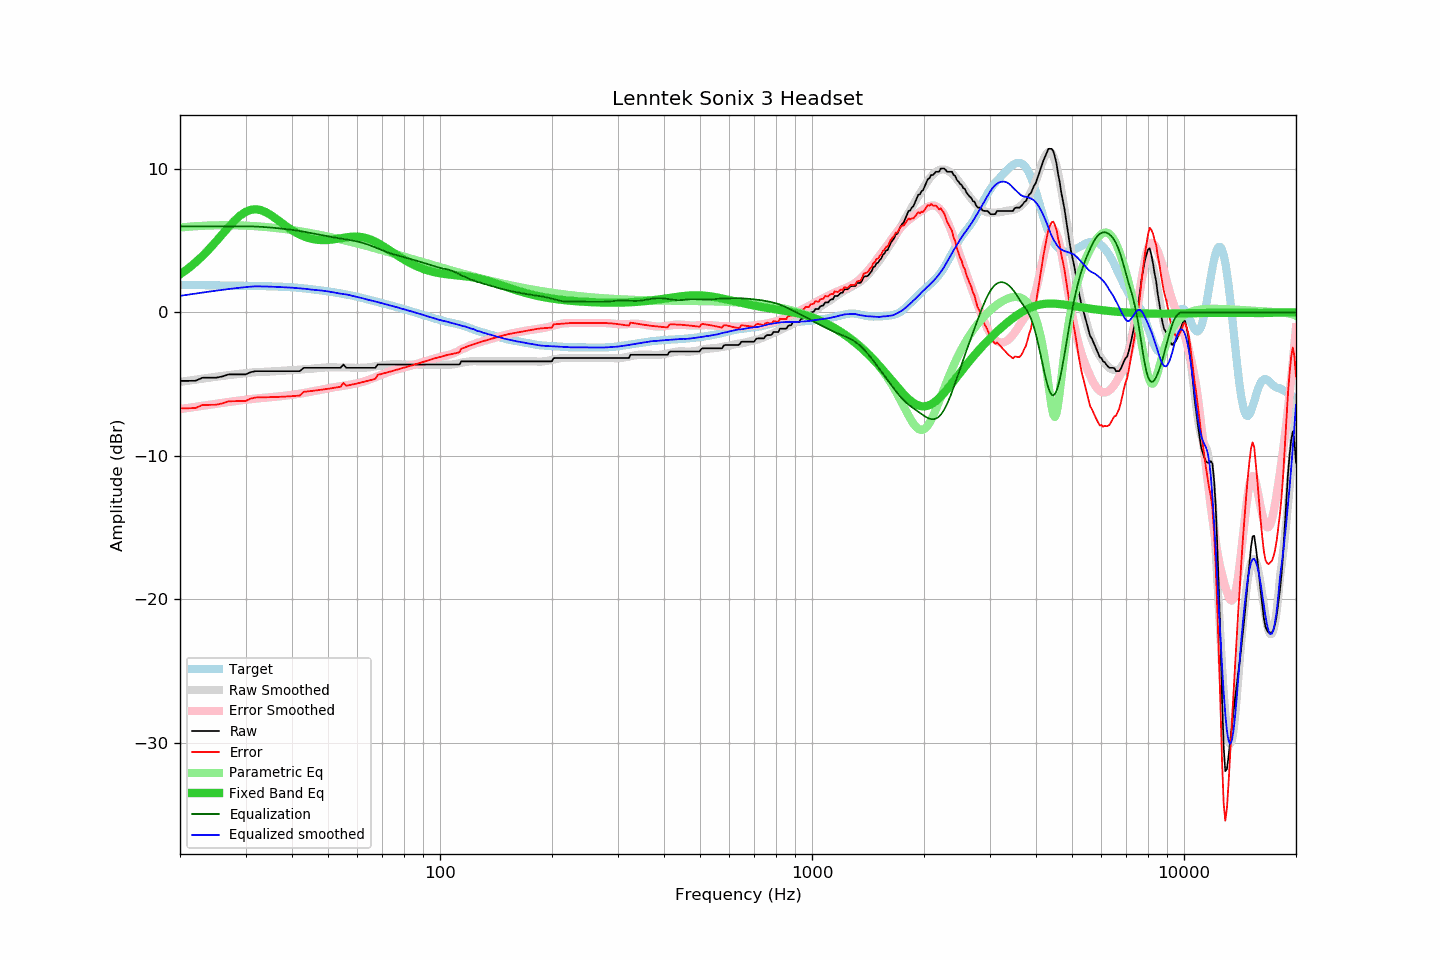 Lenntek Sonix 3 Headset
10
0
−10
−20
−30
Amplitude (dBr)
Target
Raw Smoothed
Error Smoothed
Raw
Error
Parametric Eq
Fixed Band Eq
Equalization
Equalized smoothed
100
1000
10000
Frequency (Hz)